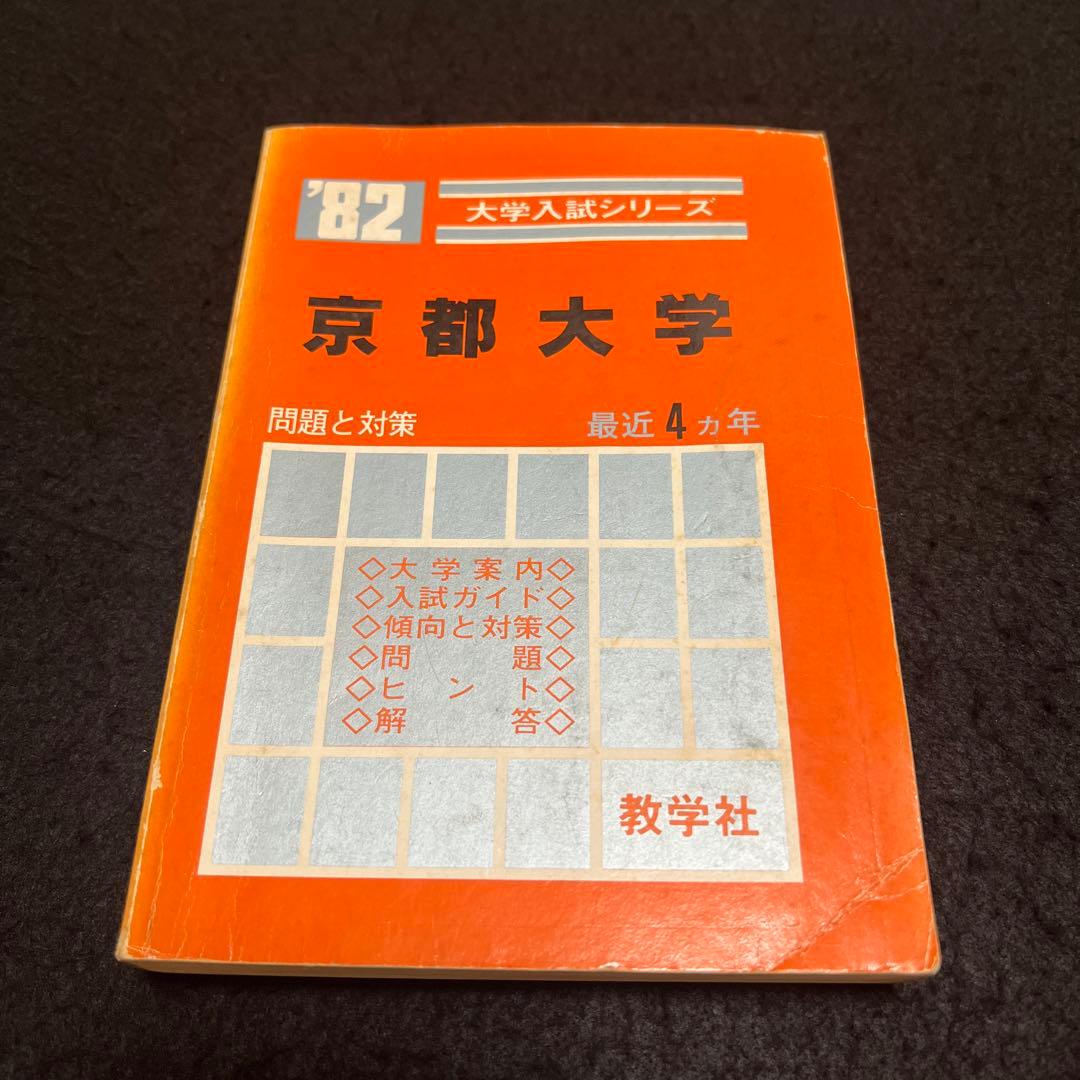 '82
大学入試シリーズ
京都大学
問題と対策
最近4カ年
◇大学案内◇
◇入試ガイド◇
◇傾向と対策◇
◇問題◇
◇ヒント◇
◇解答◇
教学社